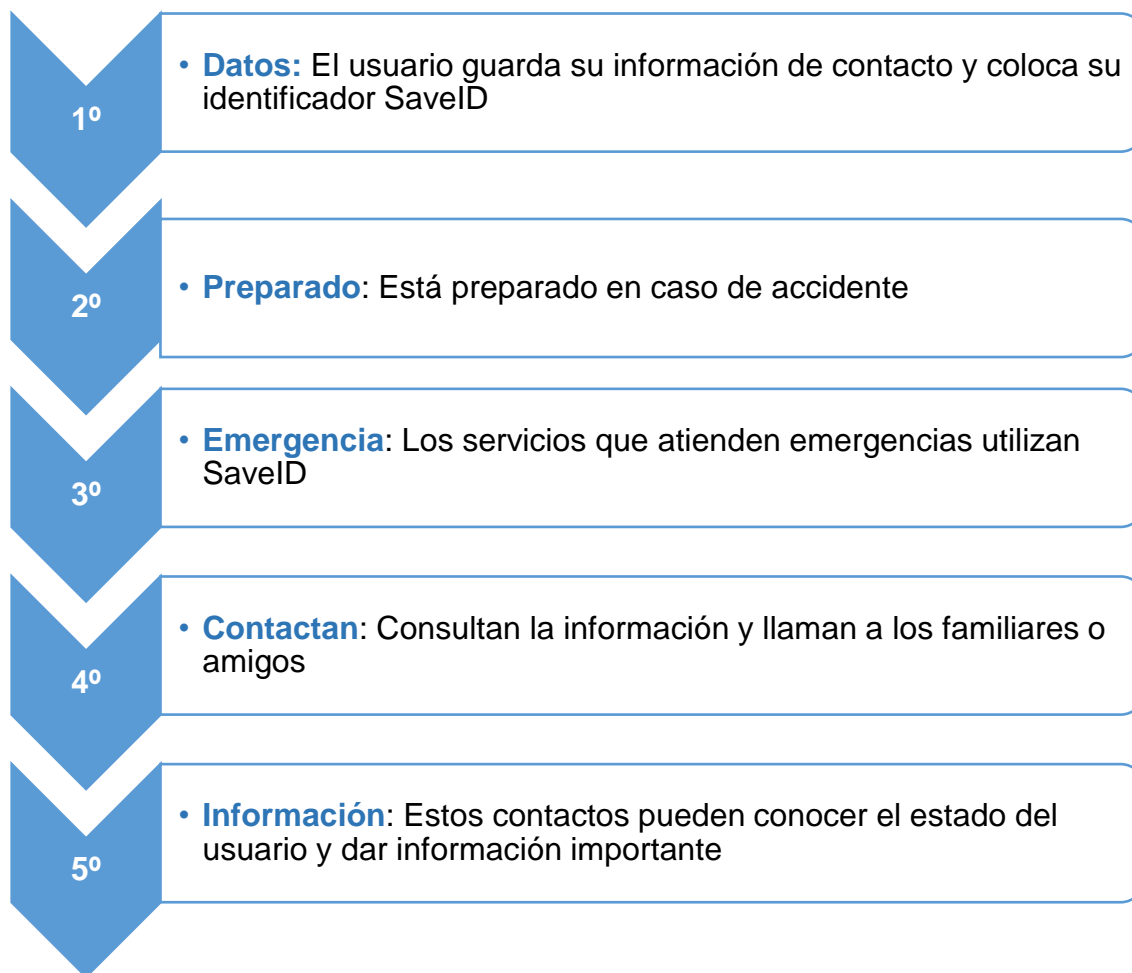 1º
• Datos: El usuario guarda su información de contacto y coloca su
identificador SaveID
2º
• Preparado: Está preparado en caso de accidente
3º
• Emergencia: Los servicios que atienden emergencias utilizan
SaveID
4º
• Contactan: Consultan la información y llaman a los familiares o
amigos
5º
• Información: Estos contactos pueden conocer el estado del
usuario y dar información importante